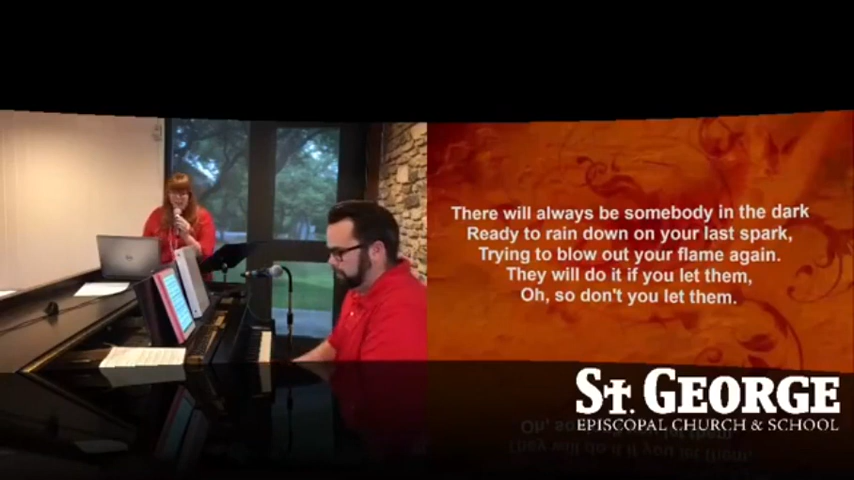 There will always be somebody in the dark
Ready to rain down on your last spark,
Trying to blow out your flame again.
They will do it if you let them,
Oh, so don't you let them.
St. GEORGE
EPISCOPAL CHURCH & SCHOOL